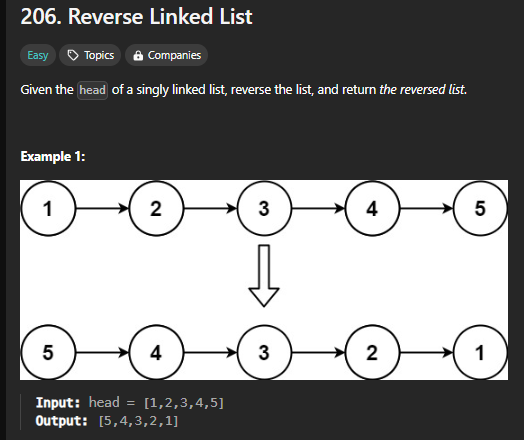 206. Reverse Linked List
Easy Topics Companies
Given the head of a singly linked list, reverse the list, and return the reversed list.
Example 1:
1 2 3 4 5
5 4 3 2 1
Input: head = [1,2,3,4,5]
Output: [5,4,3,2,1]